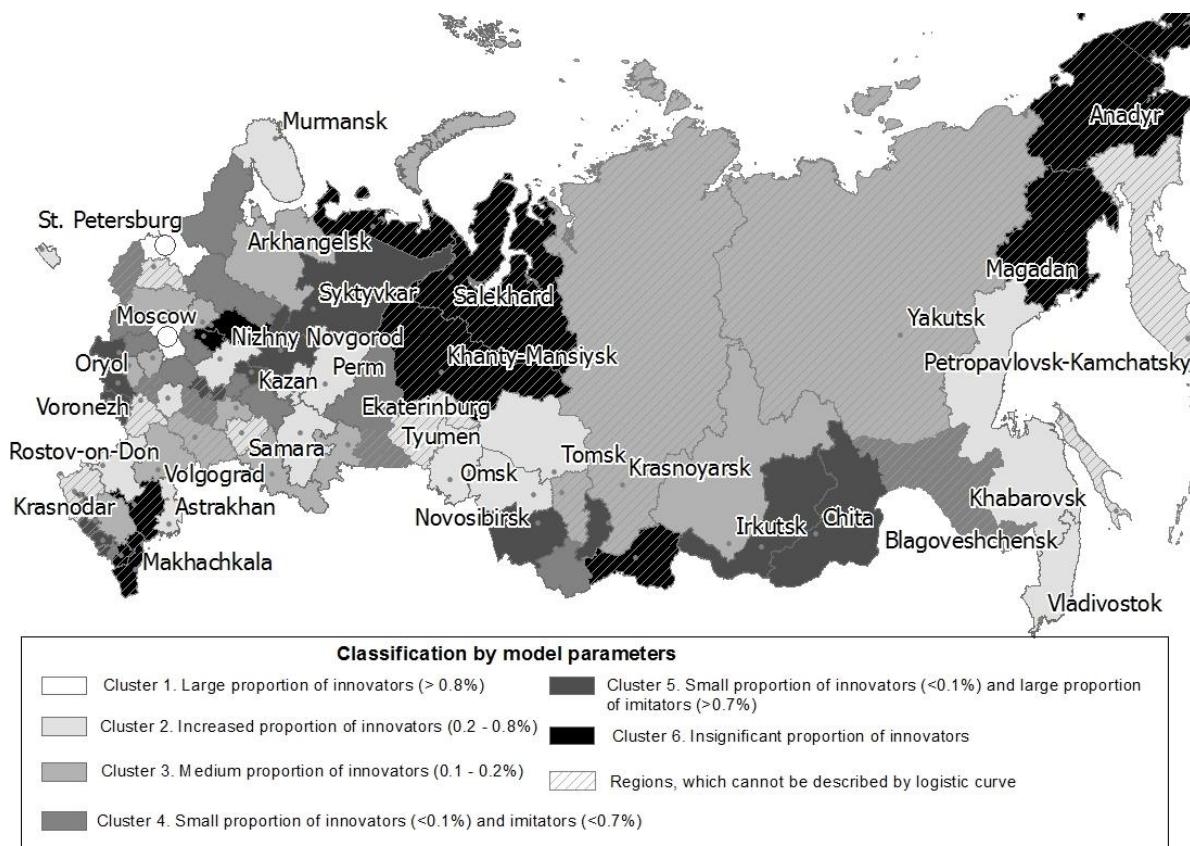 Murmansk
Anadyr
St. Petersburg
Arkhangelsk
Magadan
Syktyvkar
Salekhard
Moscow
Yakutsk
Nizhny Novgorod
Khanty-Mansiysk
Petropavlovsk-Kamchatsky
Oryol
Perm
Kazan
Voronezh
Ekaterinburg
Tyumen
Samara
Rostov-on-Don
Tomsk
Krasnoyarsk
Volgograd
Omsk
Khabarovsk
Krasnodar
Astrakhan
Novosibirsk
Irkutsk
Chita
Blagoveshchensk
Makhachkala
Vladivostok
Classification by model parameters
Cluster 1. Large proportion of innovators (> 0.8%)
Cluster 2. Increased proportion of innovators (0.2 - 0.8%)
Cluster 3. Medium proportion of innovators (0.1 - 0.2%)
Cluster 4. Small proportion of innovators (<0.1%) and imitators (<0.7%)
Cluster 5. Small proportion of innovators (<0.1%) and large proportion
of imitators (>0.7%)
Cluster 6. Insignificant proportion of innovators
Regions, which cannot be described by logistic curve